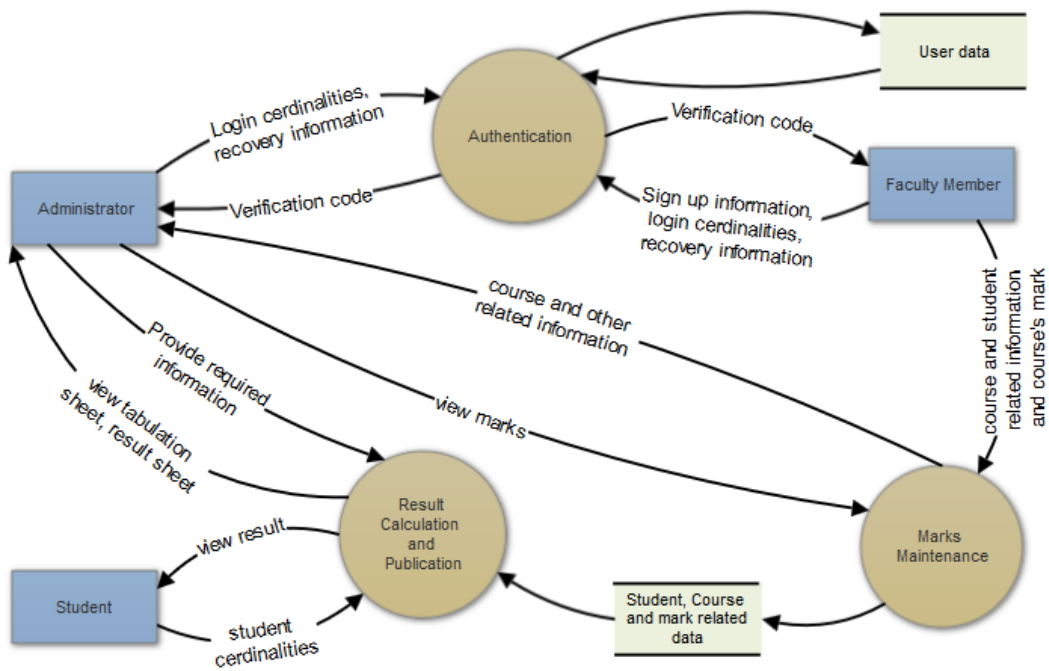 User data
Login cerdinalities,
recovery information
Authentication
Verification code
Faculty Member
Administrator
Verification code
Sign up information,
login cerdinalities,
recovery information
course and other
related information
course and student
related information
and course's mark
Provide required
information
view tabulation
sheet, result sheet
view marks
Result
Calculation
and
Publication
Marks
Maintenance
view result
Student
student
cerdinalities
Student, Course
and mark related
data